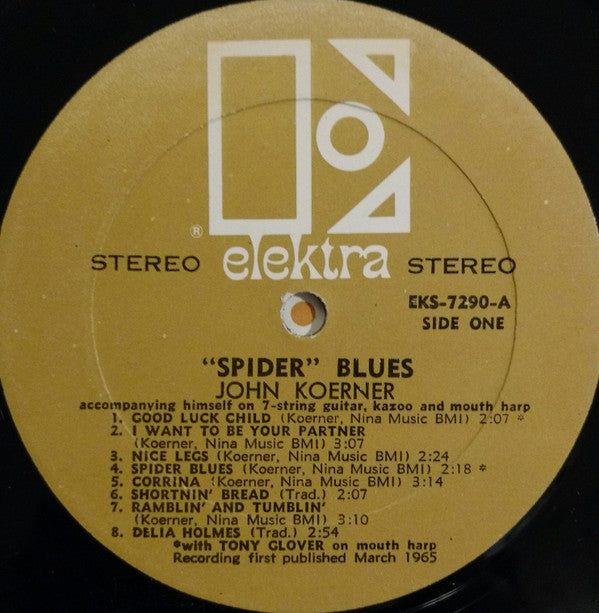 ®
elektra
STEREO
STEREO
EKS-7290-A
SIDE ONE
"SPIDER" BLUES
JOHN KOERNER
accompanying himself on 7-string guitar, kazoo and mouth harp
1. GOOD LUCK CHILD (Koerner, Nina Music BMI) 2:07 *
2. I WANT TO BE YOUR PARTNER
(Koerner, Nina Music BMI) 3:07
3. NICE LEGS (Koerner, Nina Music BMI) 2:24
4. SPIDER BLUES (Koerner, Nina Music BMI) 2:18 *
5. CORRINA (Koerner, Nina Music BMI) 3:14
6. SHORTNIN' BREAD (Trad.) 2:07
7. RAMBLIN' AND TUMBLIN'
(Koerner, Nina Music BMI) 3:10
8. DELIA HOLMES (Trad.) 2:54
*with TONY GLOVER on mouth harp
Recording first published March 1965